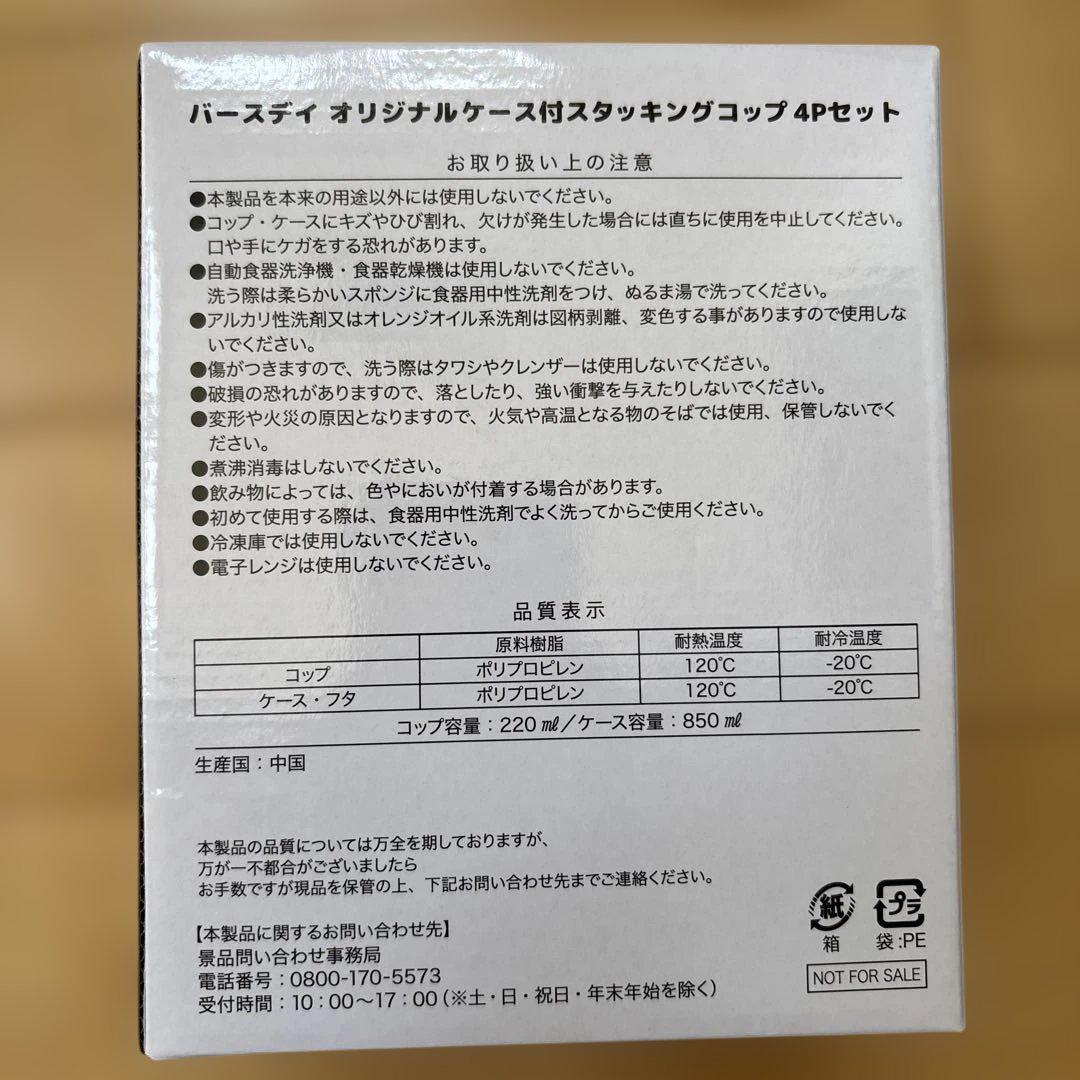 バースデイ オリジナルケース付スタッキングコップ 4Pセット
お取り扱い上の注意
●本製品を本来の用途以外には使用しないでください。
●コップ・ケースにキズやひび割れ、欠けが発生した場合には直ちに使用を中止してください。
口や手にケガをする恐れがあります。
●自動食器洗浄機・食器乾燥機は使用しないでください。
洗う際は柔らかいスポンジに食器用中性洗剤をつけ、ぬるま湯で洗ってください。
●アルカリ性洗剤又はオレンジオイル系洗剤は図柄剥離、変色する事がありますので使用しな
いでください。
●傷がつきますので、洗う際はタワシやクレンザーは使用しないでください。
●破損の恐れがありますので、落としたり、強い衝撃を与えたりしないでください。
●変形や火災の原因となりますので、火気や高温となる物のそばでは使用、保管しないでく
ださい。
●煮沸消毒はしないでください。
●飲み物によっては、色やにおいが付着する場合があります。
●初めて使用する際は、食器用中性洗剤でよく洗ってからご使用ください。
●冷凍庫では使用しないでください。
●電子レンジは使用しないでください。
品質表示
原料樹脂 耐熱温度 耐冷温度
コップ ポリプロピレン 120℃ -20℃
ケース・フタ ポリプロピレン 120℃ -20℃
コップ容量：220㎖／ケース容量：850㎖
生産国：中国
本製品の品質については万全を期しておりますが、
万が一不都合がございましたら
お手数ですが現品を保管の上、下記お問い合わせ先までご連絡ください。
【本製品に関するお問い合わせ先】
景品問い合わせ事務局
電話番号：0800-170-5573
受付時間：10：00～17：00（※土・日・祝日・年末年始を除く）
紙 プラ
箱 袋:PE
NOT FOR SALE